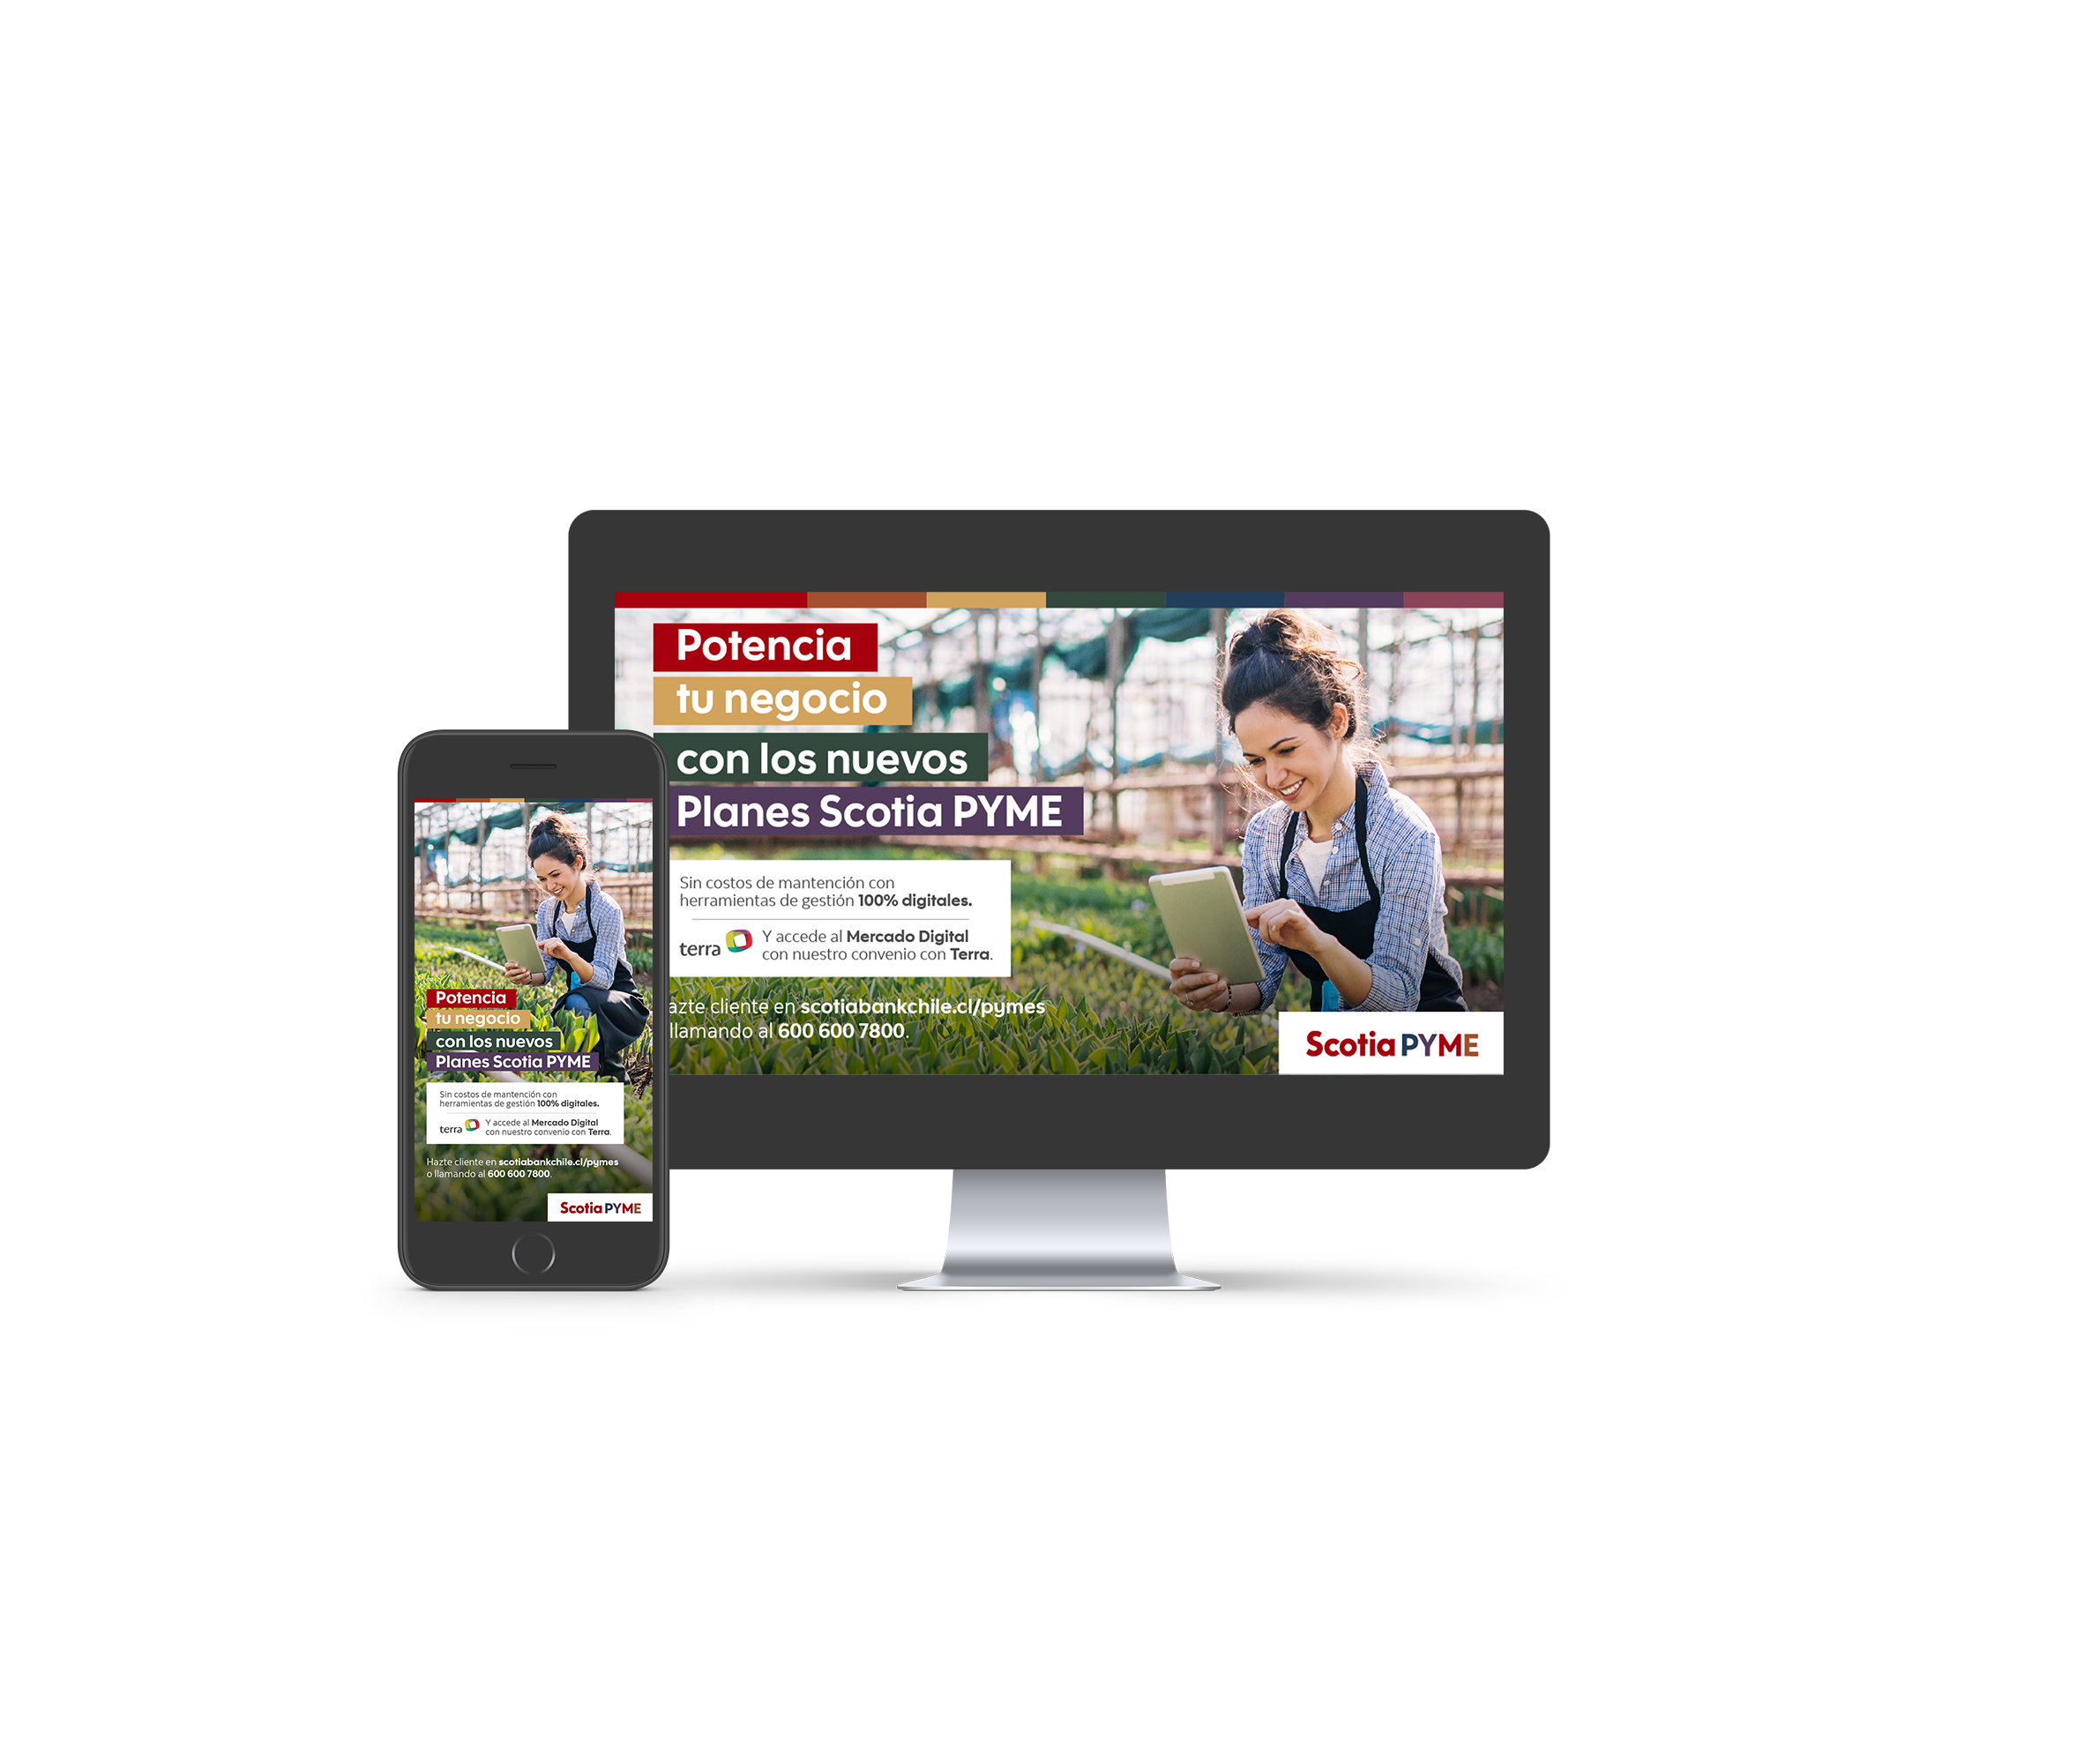 Potencia
tu negocio
con los nuevos
Planes Scotia PYME
Sin costos de mantención con
herramientas de gestión 100% digitales.
terra
Y accede al Mercado Digital
con nuestro convenio con Terra.
azte cliente en scotiabankchile.cl/pymes
llamando al 600 600 7800.
Scotia PYME
Potencia
tu negocio
con los nuevos
Planes Scotia PYME
Sin costos de mantención con
herramientas de gestión 100% digitales.
terra
Y accede al Mercado Digital
con nuestro convenio con Terra.
Hazte cliente en scotiabankchile.cl/pymes
o llamando al 600 600 7800.
Scotia PYME